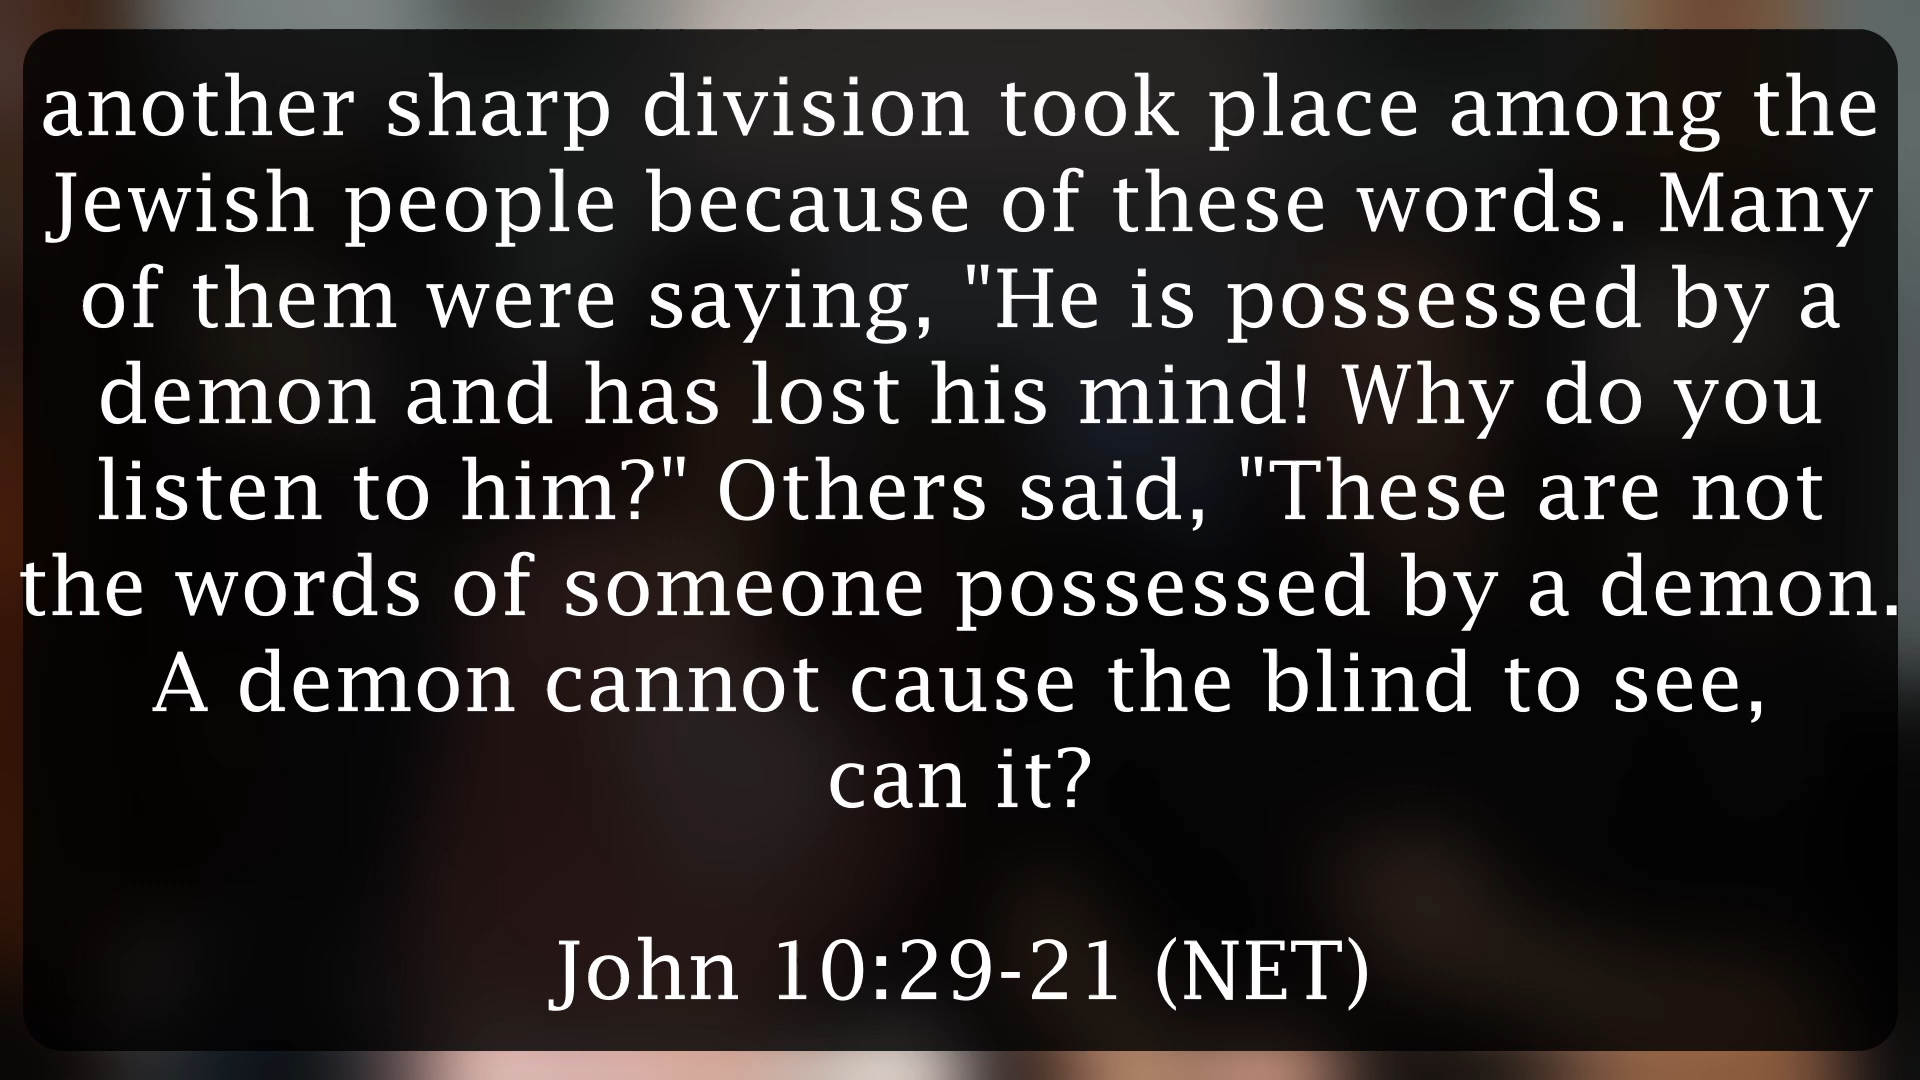 another sharp division took place among the
Jewish people because of these words. Many
of them were saying, "He is possessed by a
demon and has lost his mind! Why do you
listen to him?" Others said, "These are not
the words of someone possessed by a demon.
A demon cannot cause the blind to see,
can it?
John 10:29-21 (NET)